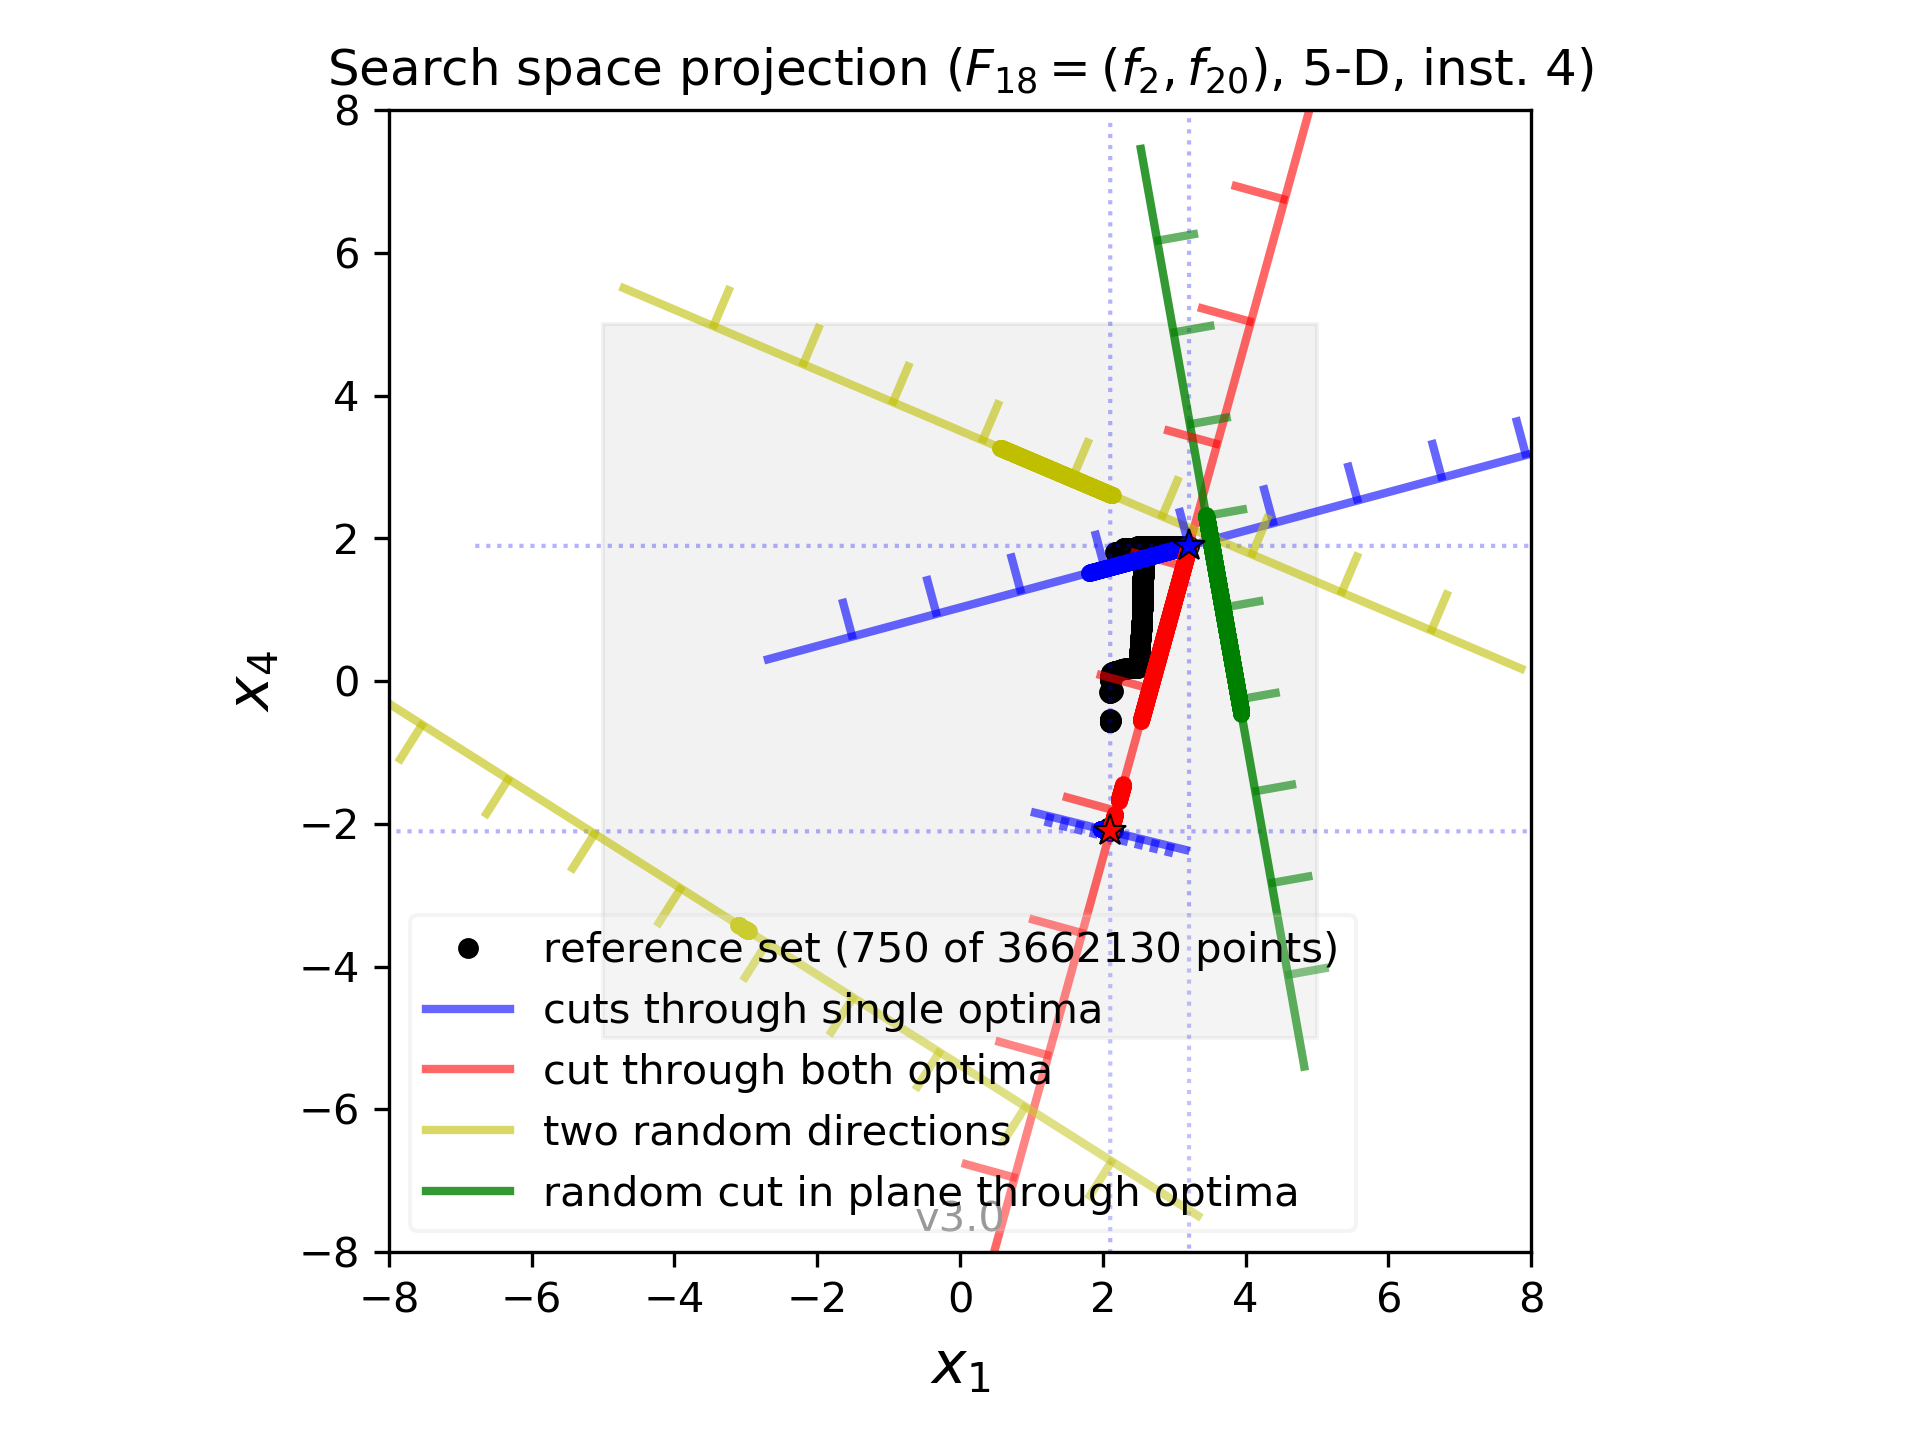 Search space projection (F18 = (f2, f20), 5-D, inst. 4)
8
6
4
2
0
−2
−4
−6
−8
x4
reference set (750 of 3662130 points)
cuts through single optima
cut through both optima
two random directions
random cut in plane through optima
v3.0
−8 −6 −4 −2 0 2 4 6 8
x1